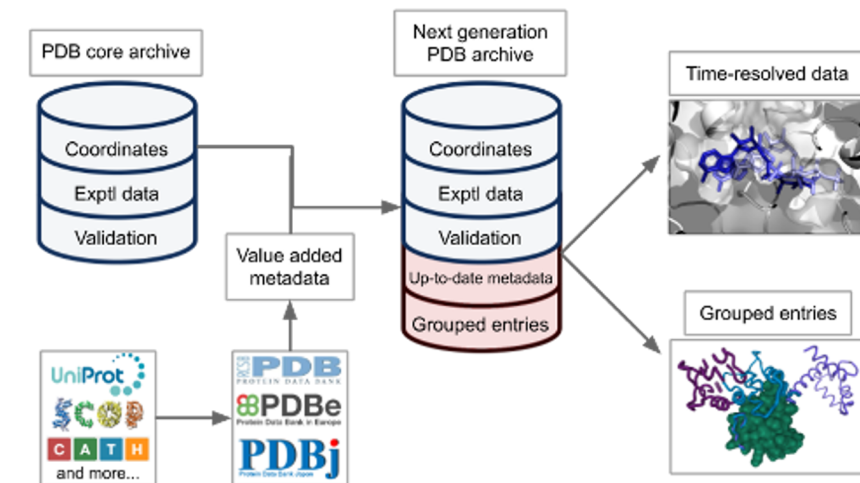 PDB core archive
Coordinates
Exptl data
Validation
Next generation
PDB archive
Coordinates
Exptl data
Validation
Up-to-date metadata
Grouped entries
Value added
metadata
UniProt
SCOP
CATH
and more...
RCSB
PDB
PROTEIN DATA BANK
PDBe
Protein Data Bank in Europe
PDBj
Protein Data Bank Japan
Time-resolved data
Grouped entries